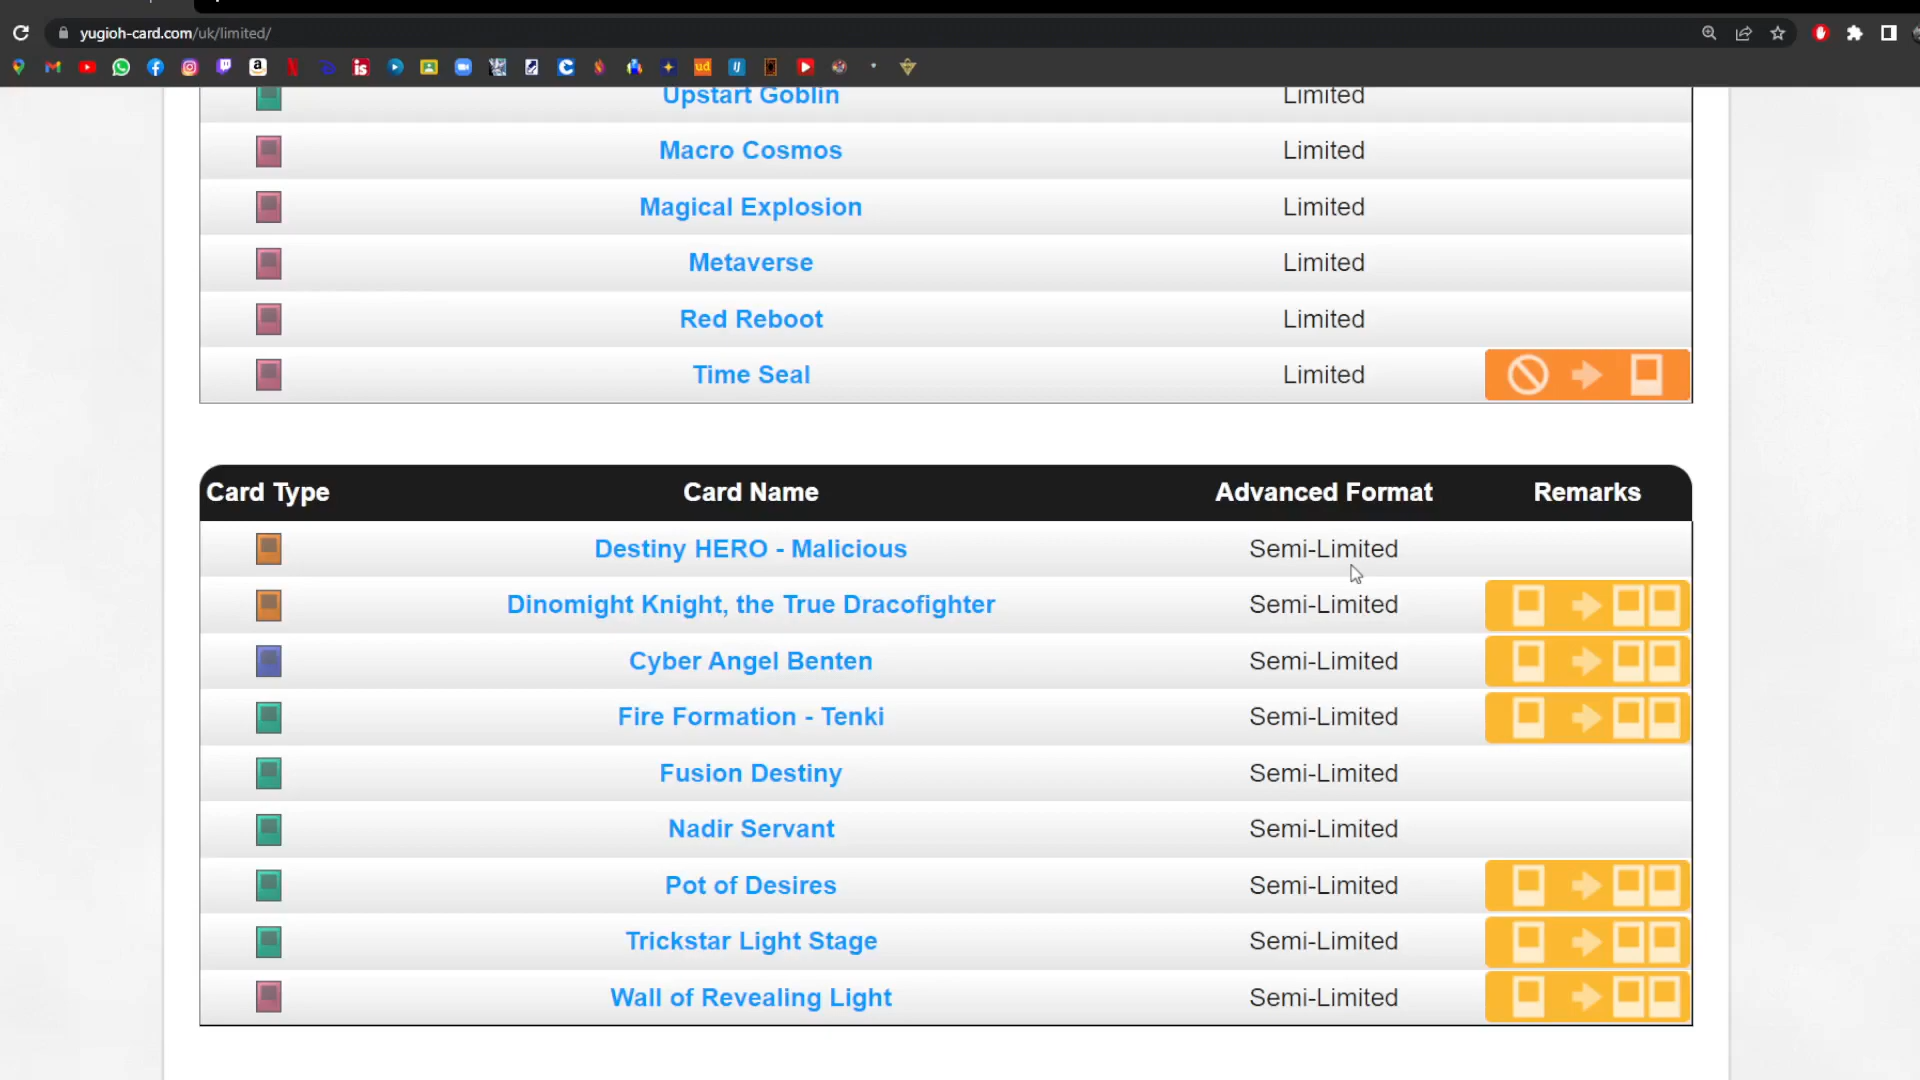 yugioh-card.com/uk/limited/
Upstart Goblin Limited
Macro Cosmos Limited
Magical Explosion Limited
Metaverse Limited
Red Reboot Limited
Time Seal Limited
Card Type Card Name Advanced Format Remarks
Destiny HERO - Malicious Semi-Limited
Dinomight Knight, the True Dracofighter Semi-Limited
Cyber Angel Benten Semi-Limited
Fire Formation - Tenki Semi-Limited
Fusion Destiny Semi-Limited
Nadir Servant Semi-Limited
Pot of Desires Semi-Limited
Trickstar Light Stage Semi-Limited
Wall of Revealing Light Semi-Limited